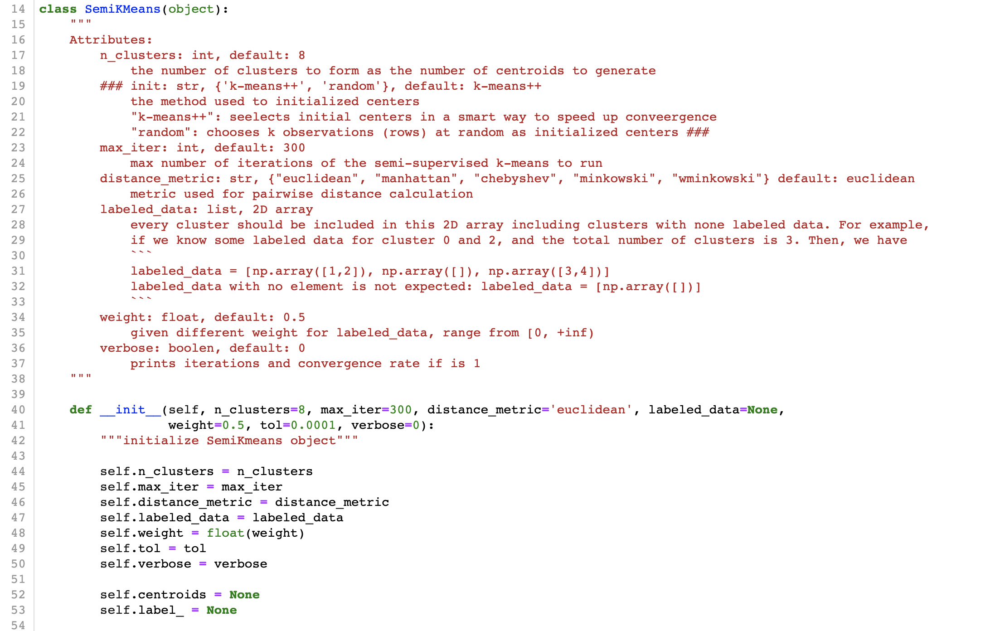 14 class SemiKMeans(object):
15     """
16     Attributes:
17         n_clusters: int, default: 8
18             the number of clusters to form as the number of centroids to generate
19         ### init: str, {'k-means++', 'random'}, default: k-means++
20             the method used to initialized centers
21             "k-means++": seelects initial centers in a smart way to speed up conveergence
22             "random": chooses k observations (rows) at random as initialized centers ###
23         max_iter: int, default: 300
24             max number of iterations of the semi-supervised k-means to run
25         distance_metric: str, {"euclidean", "manhattan", "chebyshev", "minkowski", "wminkowski"} default: euclidean
26             metric used for pairwise distance calculation
27         labeled_data: list, 2D array
28             every cluster should be included in this 2D array including clusters with none labeled data. For example,
29             if we know some labeled data for cluster 0 and 2, and the total number of clusters is 3. Then, we have
30             ```
31             labeled_data = [np.array([1,2]), np.array([]), np.array([3,4])]
32             labeled_data with no element is not expected: labeled_data = [np.array([])]
33             ```
34         weight: float, default: 0.5
35             given different weight for labeled_data, range from [0, +inf)
36         verbose: boolen, default: 0
37             prints iterations and convergence rate if is 1
38     """
39
40     def __init__(self, n_clusters=8, max_iter=300, distance_metric='euclidean', labeled_data=None,
41                  weight=0.5, tol=0.0001, verbose=0):
42         """initialize SemiKmeans object"""
43
44         self.n_clusters = n_clusters
45         self.max_iter = max_iter
46         self.distance_metric = distance_metric
47         self.labeled_data = labeled_data
48         self.weight = float(weight)
49         self.tol = tol
50         self.verbose = verbose
51
52         self.centroids = None
53         self.label_ = None
54